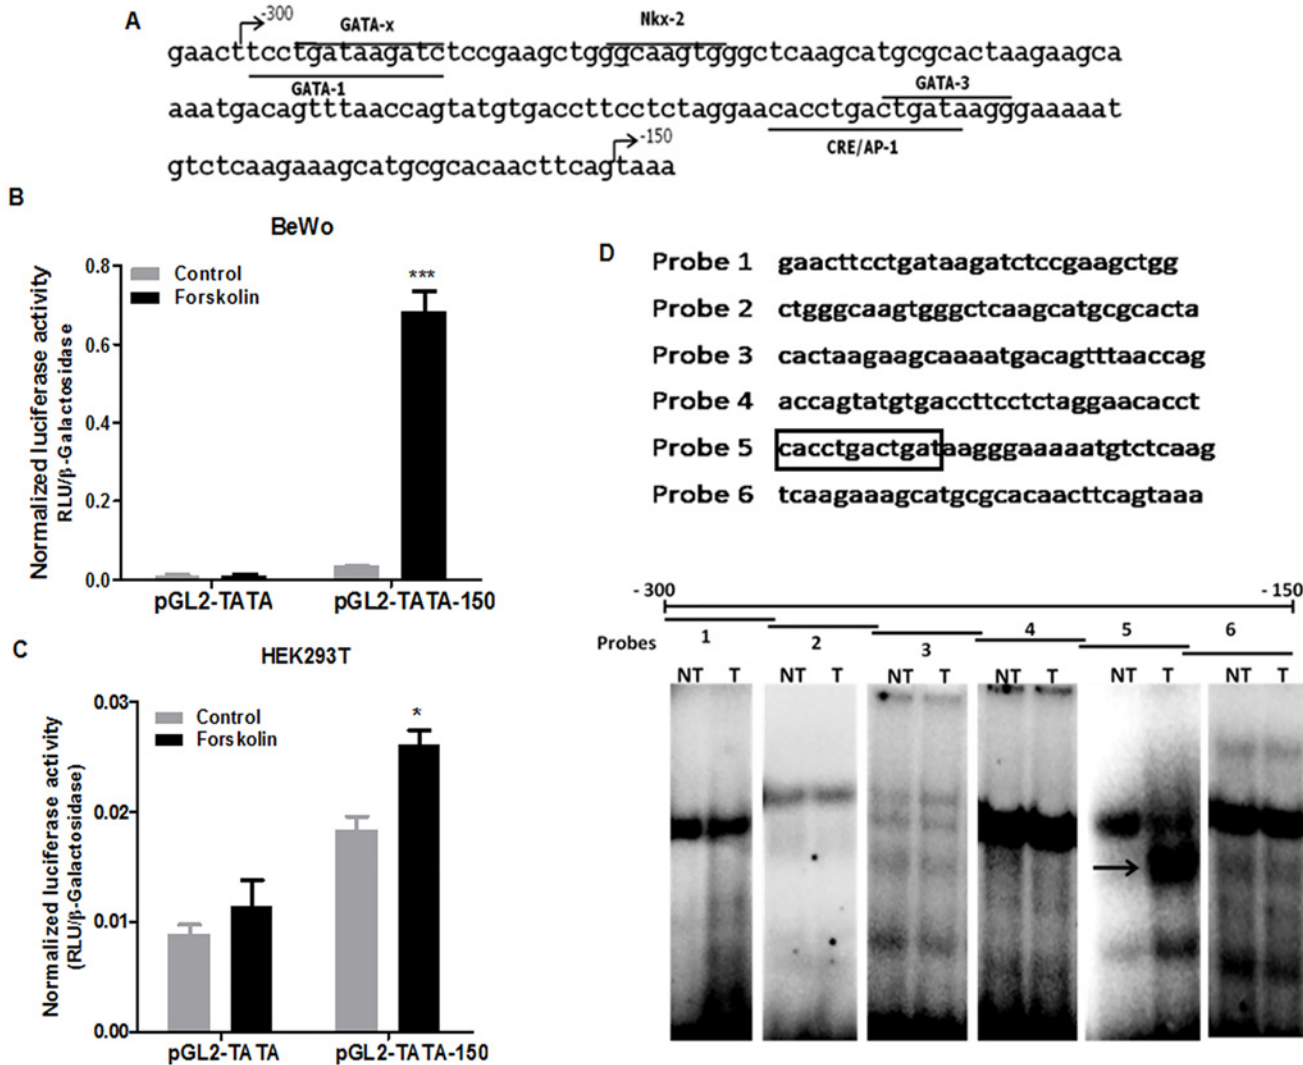 A
-300
GATA-x
Nkx-2
gaacttcctgataagatctccgaagctgggcaagtgggctcaagcatgcgcactaagaagca
GATA-1
GATA-3
aaatgacagtttaaccagtatgtgaccttcctctaggaacacctgactgataagggaaaaat
CRE/AP-1
-150
gtctcaagaaagcatgcgcacaacttcagtaaa
B
BeWo
Normalized luciferase activity
RLU/β-Galactosidase
Control
Forskolin
***
0.8
0.6
0.4
0.2
0.0
pGL2-TATA pGL2-TATA-150
C
HEK293T
Normalized luciferase activity
(RLU/β-Galactosidase)
Control
Forskolin
*
0.03
0.02
0.01
0.00
pGL2-TATA pGL2-TATA-150
D
Probe 1 gaacttcctgataagatctccgaagctgg
Probe 2 ctgggcaagtgggctcaagcatgcgcacta
Probe 3 cactaagaagcaaaatgacagtttaaccag
Probe 4 accagtatgtgaccttcctctaggaacacct
Probe 5 cacctgactgataagggaaaaatgtctcaag
Probe 6 tcaagaaagcatgcgcacaacttcagtaaa
- 300 - 150
Probes 1 2 3 4 5 6
NT T NT T NT T NT T NT T NT T